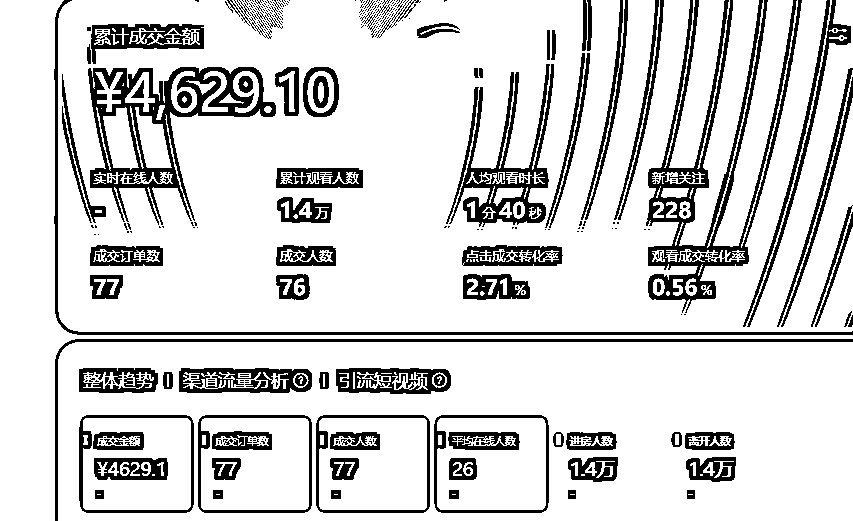 累计成交金额
¥4,629.10
实时在线人数 累计观看人数 人均观看时长 新增关注
- 1.4万 1分40秒 228
成交订单数 成交人数 点击成交转化率 观看成交转化率
77 76 2.71% 0.56%
整体趋势 渠道流量分析 引流短视频
成交金额 成交订单数 成交人数 平均在线人数 进房人数 离开人数
¥4629.1 77 77 26 1.4万 1.4万
- - - - - -